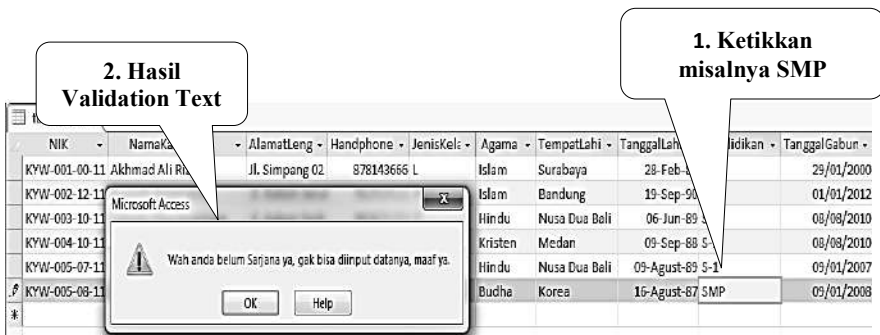 1. Ketikkan
misalnya SMP
2. Hasil
Validation Text
NIK AlamatLeng Handphone JenisKela Agama TempatLahi TanggalLah didikan TanggalGabun
KYW-001-00-11 Akhmad Ali Jl. Simpang 02 878143666 L Islam Surabaya 28-Feb 29/01/2000
KYW-002-12-11 Islam Bandung 19-Sep-90 01/01/2012
KYW-003-10-11 Hindu Nusa Dua Bali 06-Jun-89 08/08/2010
KYW-004-10-11 Kristen Medan 09-Sep-88 08/08/2010
KYW-005-07-11 Hindu Nusa Dua Bali 09-Agust-89 S-1 09/01/2007
KYW-005-08-11 Budha Korea 16-Agust-87 SMP 09/01/2008
Microsoft Access
Wah anda belum Sarjana ya, gak bisa diinput datanya, maaf ya.
OK Help